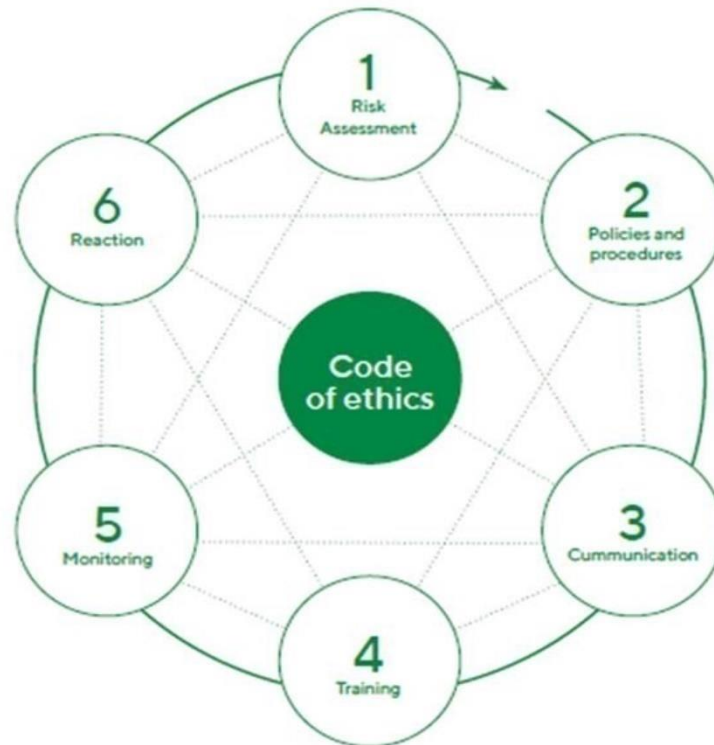 1
Risk
Assessment
2
Policies and
procedures
3
Cummunication
4
Training
5
Monitoring
6
Reaction
Code
of ethics